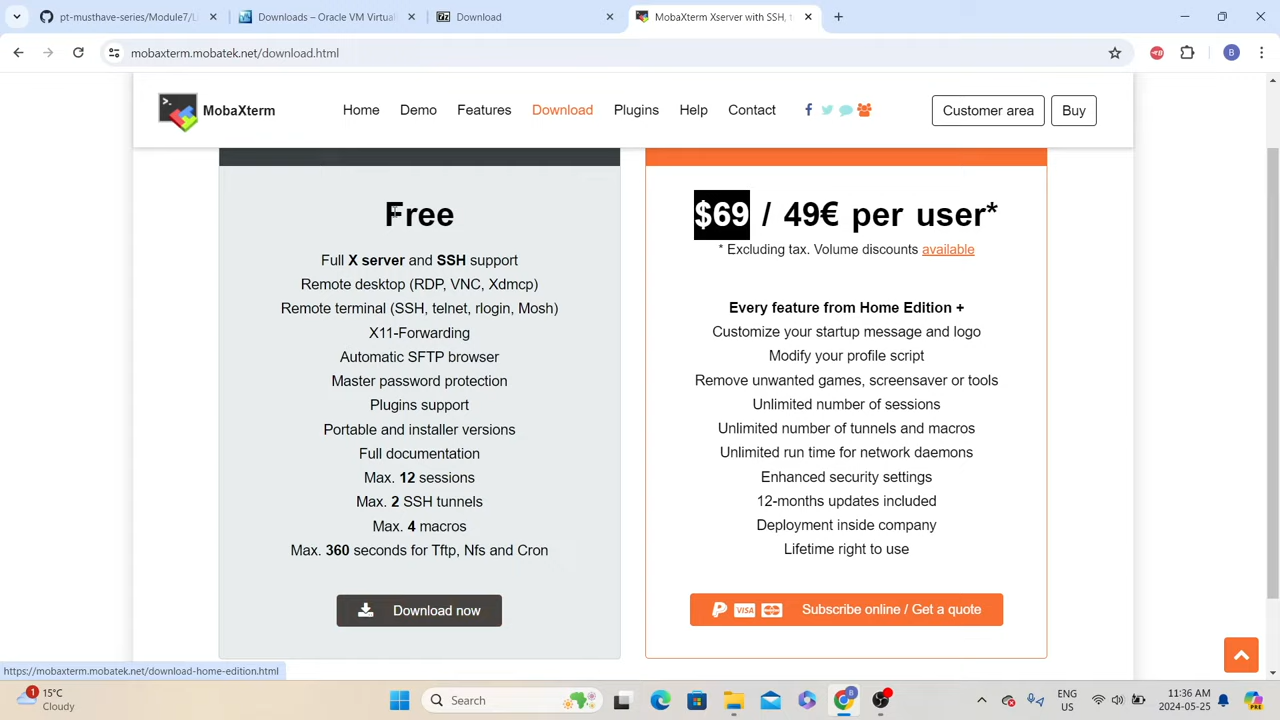 pt-musthave-series/Module7/L
Downloads – Oracle VM Virtual
Download
MobaXterm Xserver with SSH, t
mobaxterm.mobatek.net/download.html
B
MobaXterm
Home
Demo
Features
Download
Plugins
Help
Contact
Customer area
Buy
Free
Full X server and SSH support
Remote desktop (RDP, VNC, Xdmcp)
Remote terminal (SSH, telnet, rlogin, Mosh)
X11-Forwarding
Automatic SFTP browser
Master password protection
Plugins support
Portable and installer versions
Full documentation
Max. 12 sessions
Max. 2 SSH tunnels
Max. 4 macros
Max. 360 seconds for Tftp, Nfs and Cron
Download now
$69 / 49€ per user*
* Excluding tax. Volume discounts available
Every feature from Home Edition +
Customize your startup message and logo
Modify your profile script
Remove unwanted games, screensaver or tools
Unlimited number of sessions
Unlimited number of tunnels and macros
Unlimited run time for network daemons
Enhanced security settings
12-months updates included
Deployment inside company
Lifetime right to use
VISA
Subscribe online / Get a quote
https://mobaxterm.mobatek.net/download-home-edition.html
1
15°C
Cloudy
Search
ENG
US
11:36 AM
2024-05-25
PRE